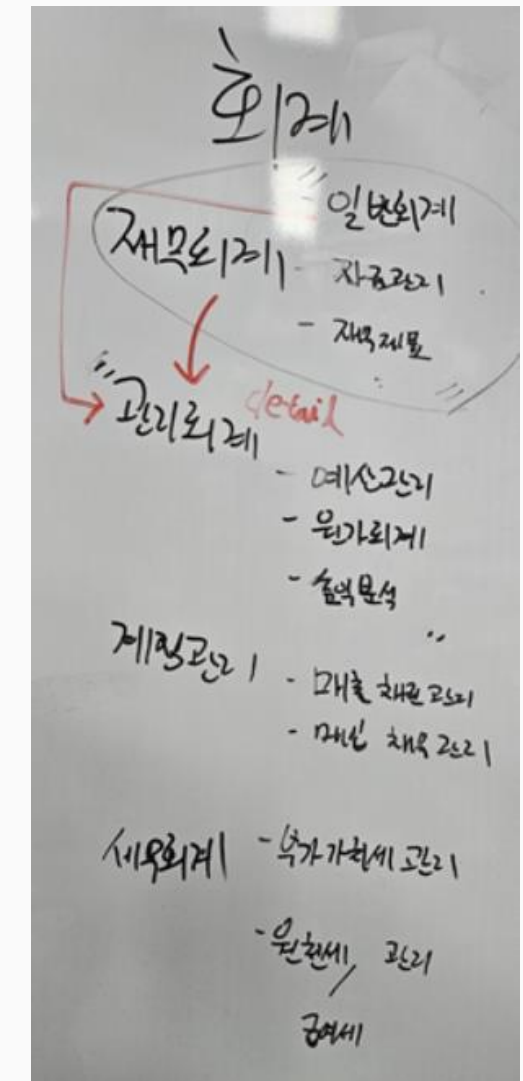 회계
재무회계 - 일반회계
- 자금관리
- 재무제표
관리회계 detail
- 예산관리
- 원가회계
- 손익분석
계획관리 - 매출 채권 관리
- 매입 채무 관리
세무회계 - 부가가치세 관리
- 원천세 관리
급여세